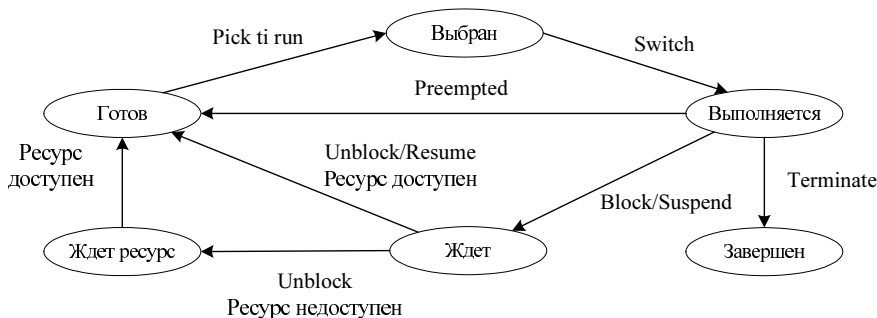 Выбран
Pick ti run
Switch
Preempted
Готов
Выполняется
Ресурс
доступен
Unblock/Resume
Ресурс доступен
Terminate
Block/Suspend
Ждет ресурс
Ждет
Завершен
Unblock
Ресурс недоступен